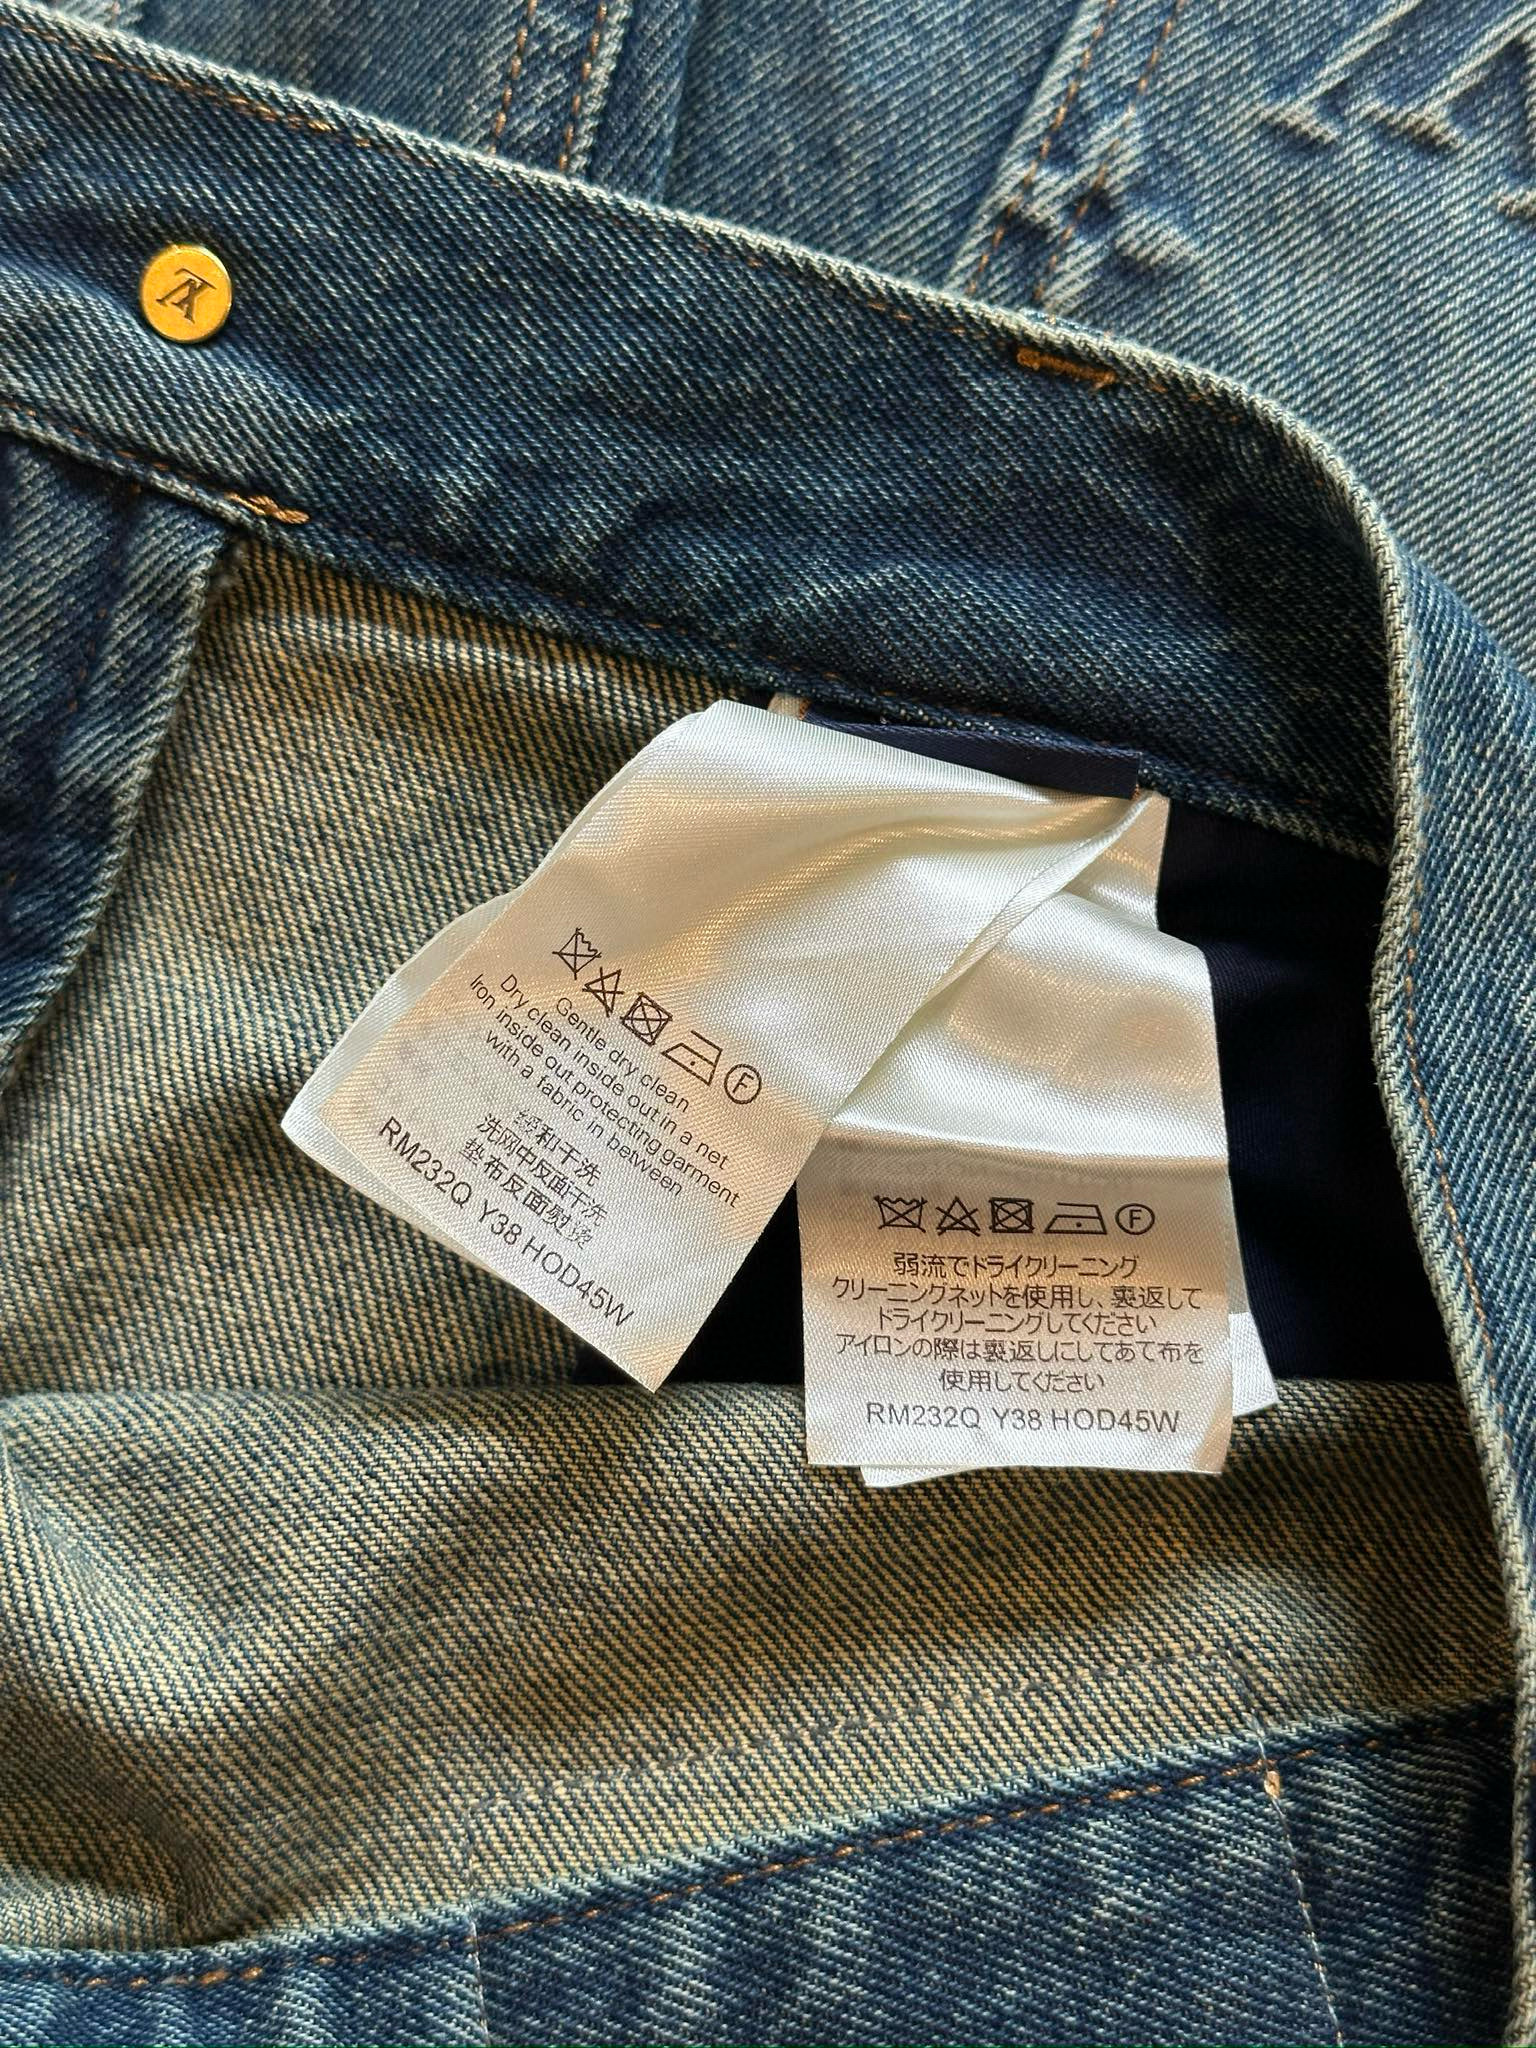 Gentle dry clean
Dry clean inside out in a net
Iron inside out protecting garment
with a fabric in between
缓和干洗
洗网中反面干洗
垫布反面熨烫
RM232Q Y38 HOD45W
F
弱流でドライクリーニング
クリーニングネットを使用し、裏返して
ドライクリーニングしてください
アイロンの際は裏返しにしてあて布を
使用してください
RM232Q Y38 HOD45W
F